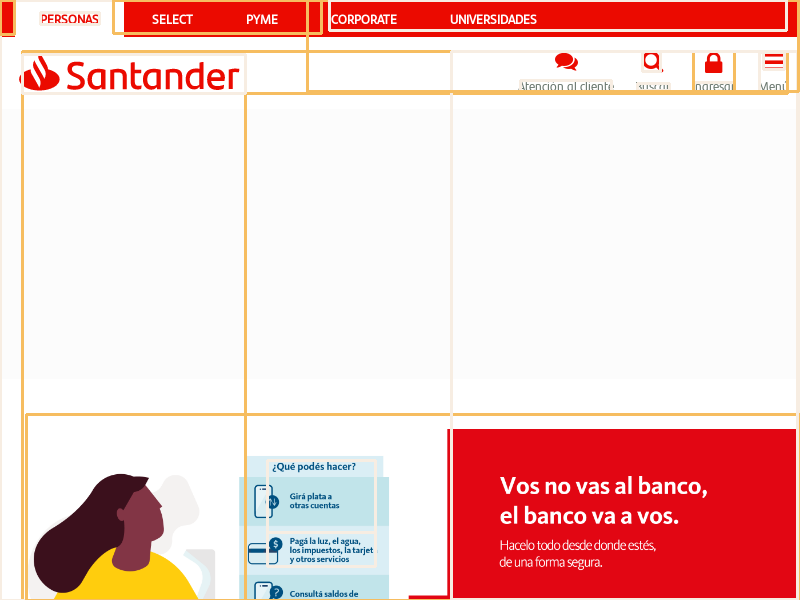 PERSONAS SELECT PYME CORPORATE UNIVERSIDADES
Santander
Atención al cliente Buscar Ingresar Menú
¿Qué podés hacer?
Girá plata a
otras cuentas
Pagá la luz, el agua,
los impuestos, la tarjet
y otros servicios
Consultá saldos de
Vos no vas al banco,
el banco va a vos.
Hacelo todo desde donde estés,
de una forma segura.